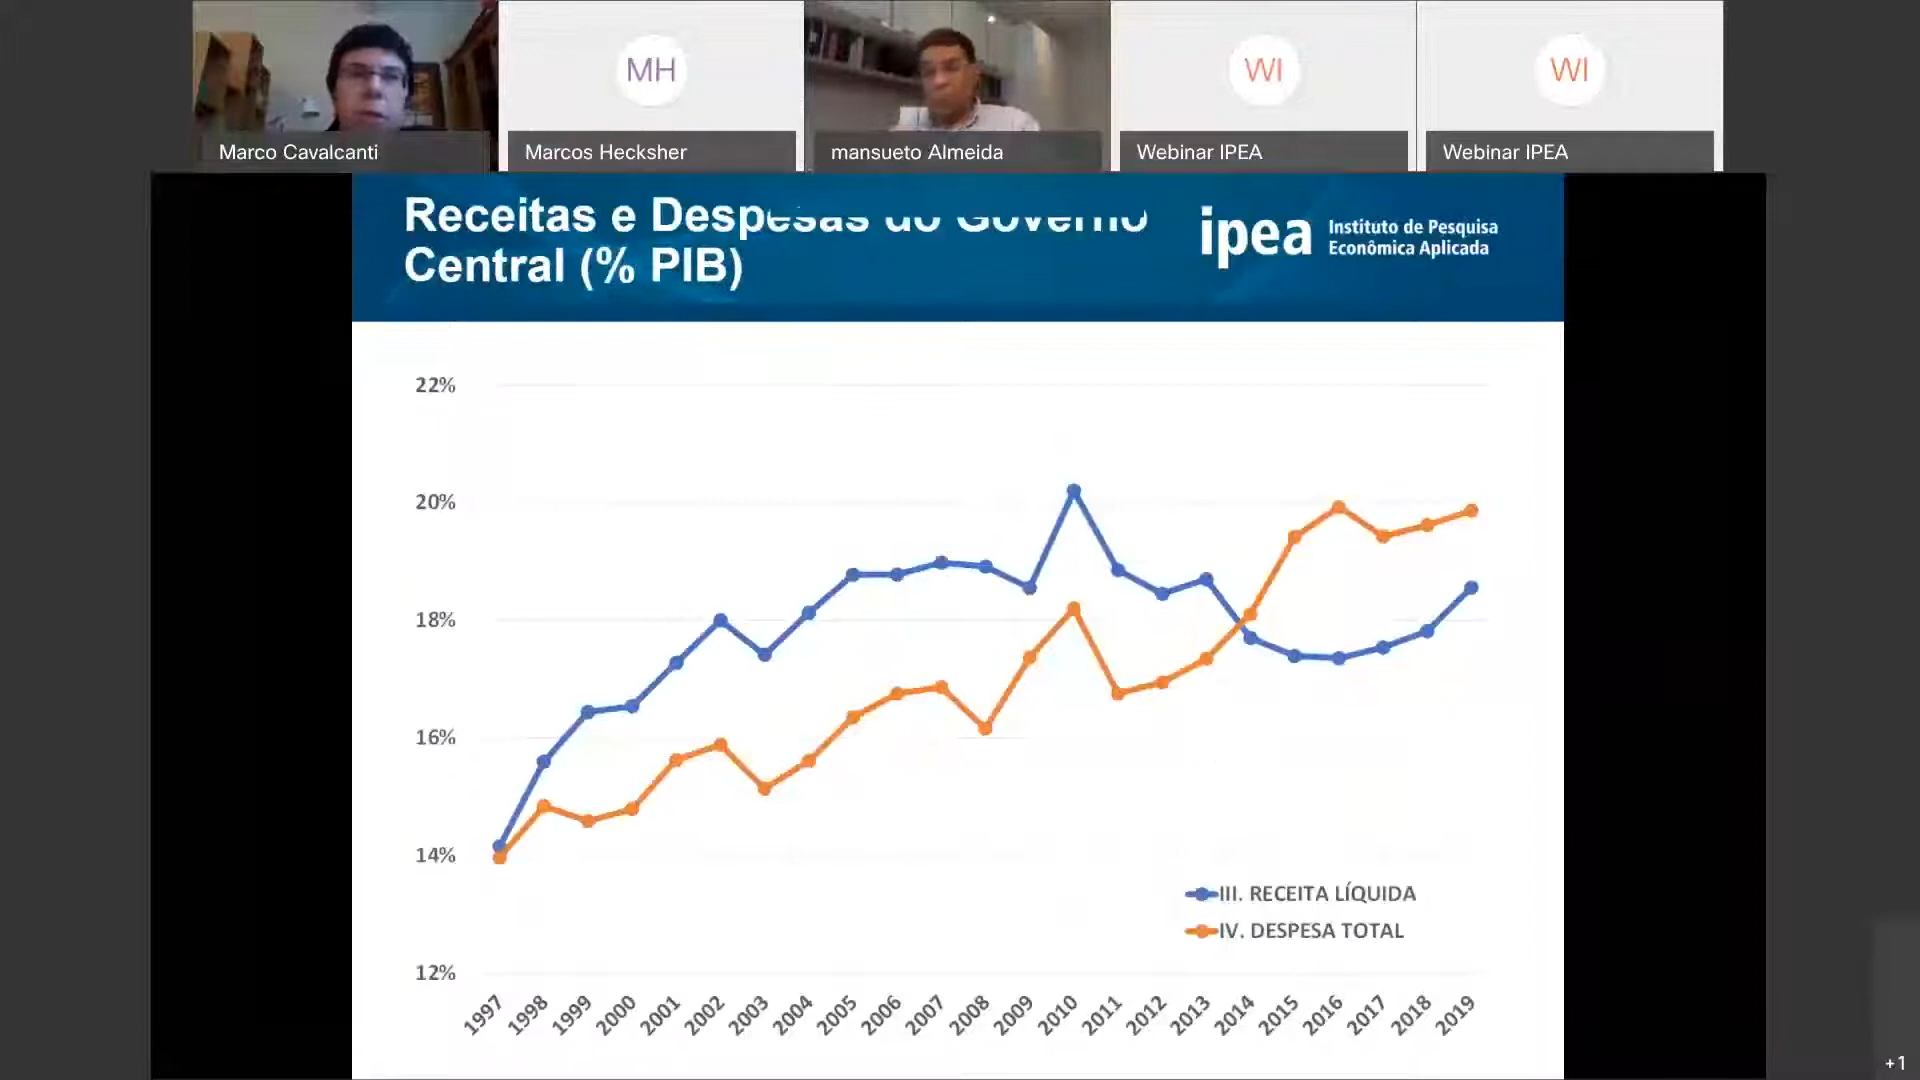 Marco Cavalcanti
MH
Marcos Hecksher
mansueto Almeida
WI
Webinar IPEA
WI
Webinar IPEA
Receitas e Despesas do Governo
Central (% PIB)
ipea
Instituto de Pesquisa
Econômica Aplicada
22%
20%
18%
16%
14%
12%
III. RECEITA LÍQUIDA
IV. DESPESA TOTAL
1997
1998
1999
2000
2001
2002
2003
2004
2005
2006
2007
2008
2009
2010
2011
2012
2013
2014
2015
2016
2017
2018
2019
+1